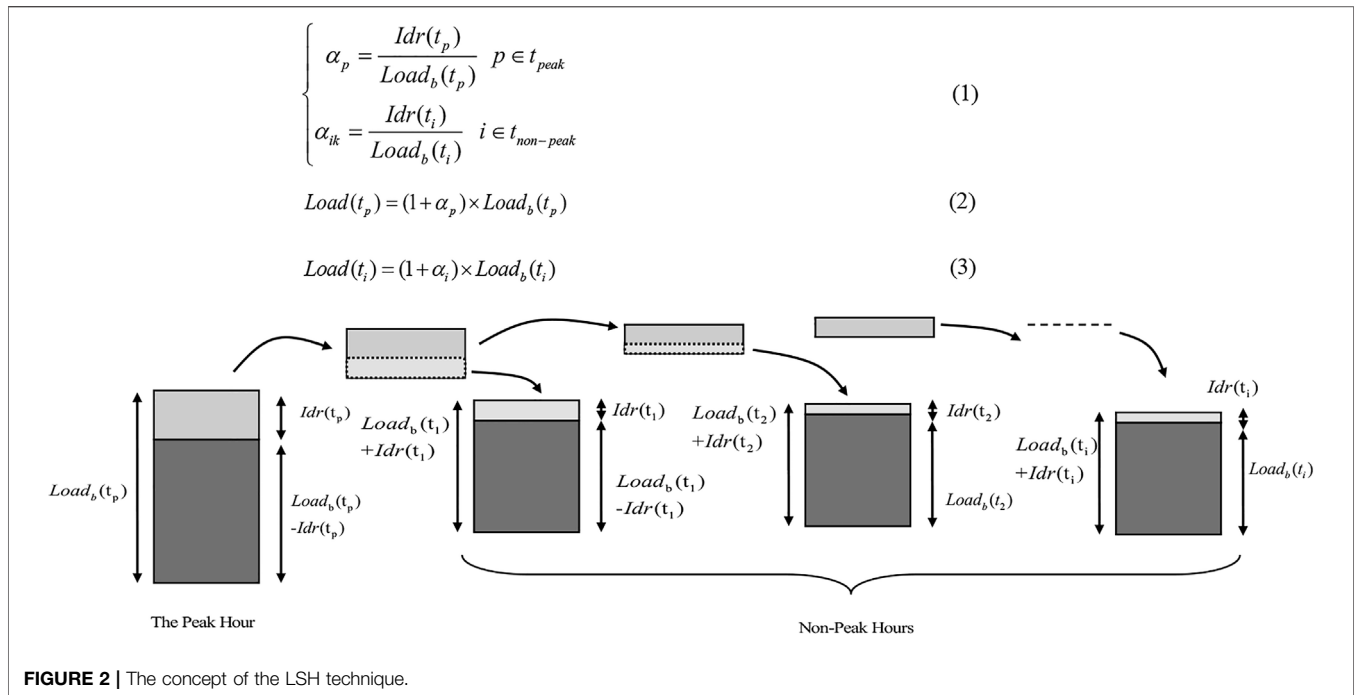 α_p = Idr(t_p) / Load_b(t_p)   p ∈ t_peak
α_ik = Idr(t_i) / Load_b(t_i)   i ∈ t_non-peak
(1)
Load(t_p) = (1+α_p)×Load_b(t_p) (2)
Load(t_i) = (1+α_i)×Load_b(t_i) (3)
Load_b(t_p)
Idr(t_p)
Load_b(t_p)
-Idr(t_p)
The Peak Hour
Load_b(t_1)
+Idr(t_1)
Idr(t_1)
Load_b(t_1)
-Idr(t_1)
Load_b(t_2)
+Idr(t_2)
Idr(t_2)
Load_b(t_2)
Load_b(t_i)
+Idr(t_i)
Idr(t_i)
Load_b(t_i)
Non-Peak Hours
FIGURE 2 | The concept of the LSH technique.